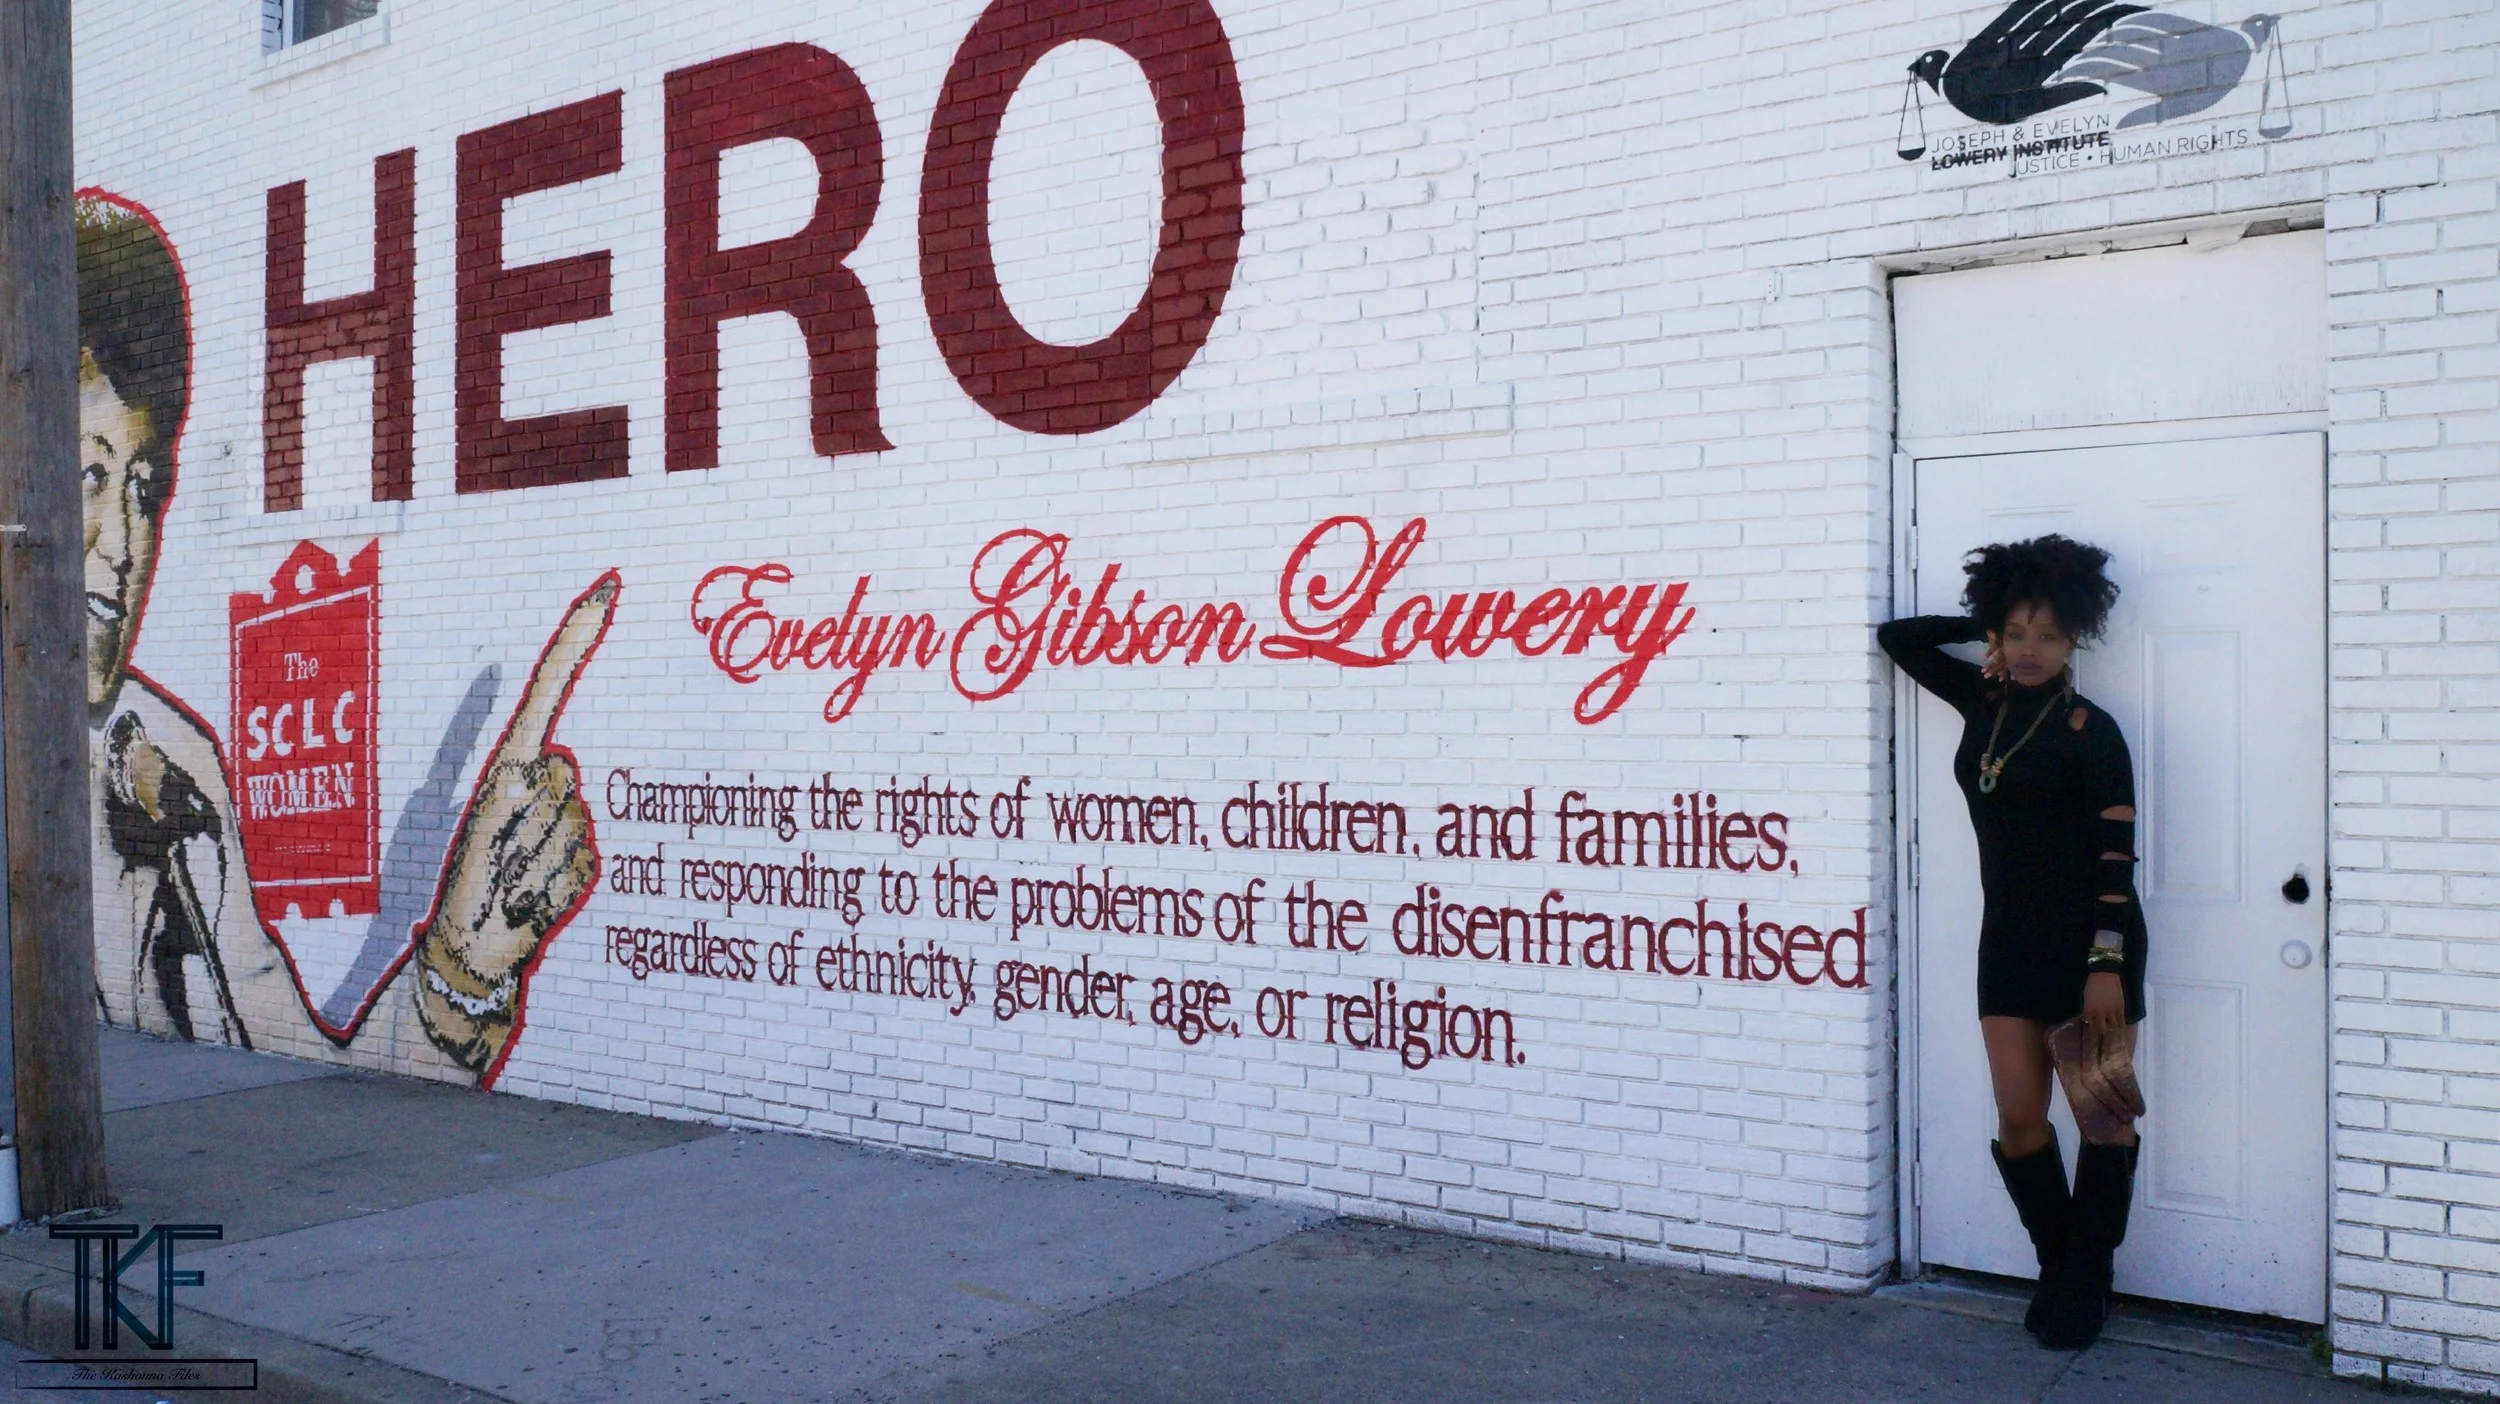 HERO
JOSEPH & EVELYN
LOWERY INSTITUTE
JUSTICE • HUMAN RIGHTS
The
SCLC
WOMEN
Evelyn Gibson Lowery
Championing the rights of women, children, and families,
and responding to the problems of the disenfranchised
regardless of ethnicity, gender, age, or religion.
TKF
The Kashonna Files